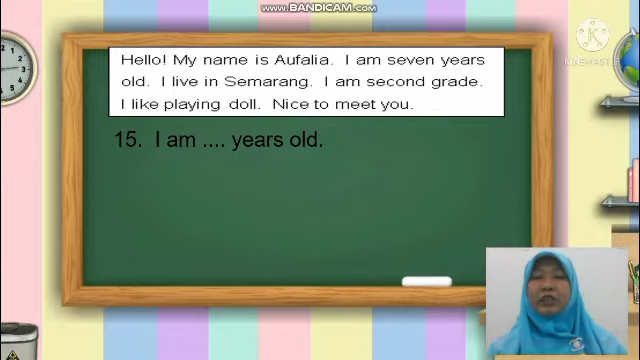 WWW.BANDICAM.COM
KINEMASTER
Hello! My name is Aufalia. I am seven years
old. I live in Semarang. I am second grade.
I like playing doll. Nice to meet you.
15. I am .... years old.